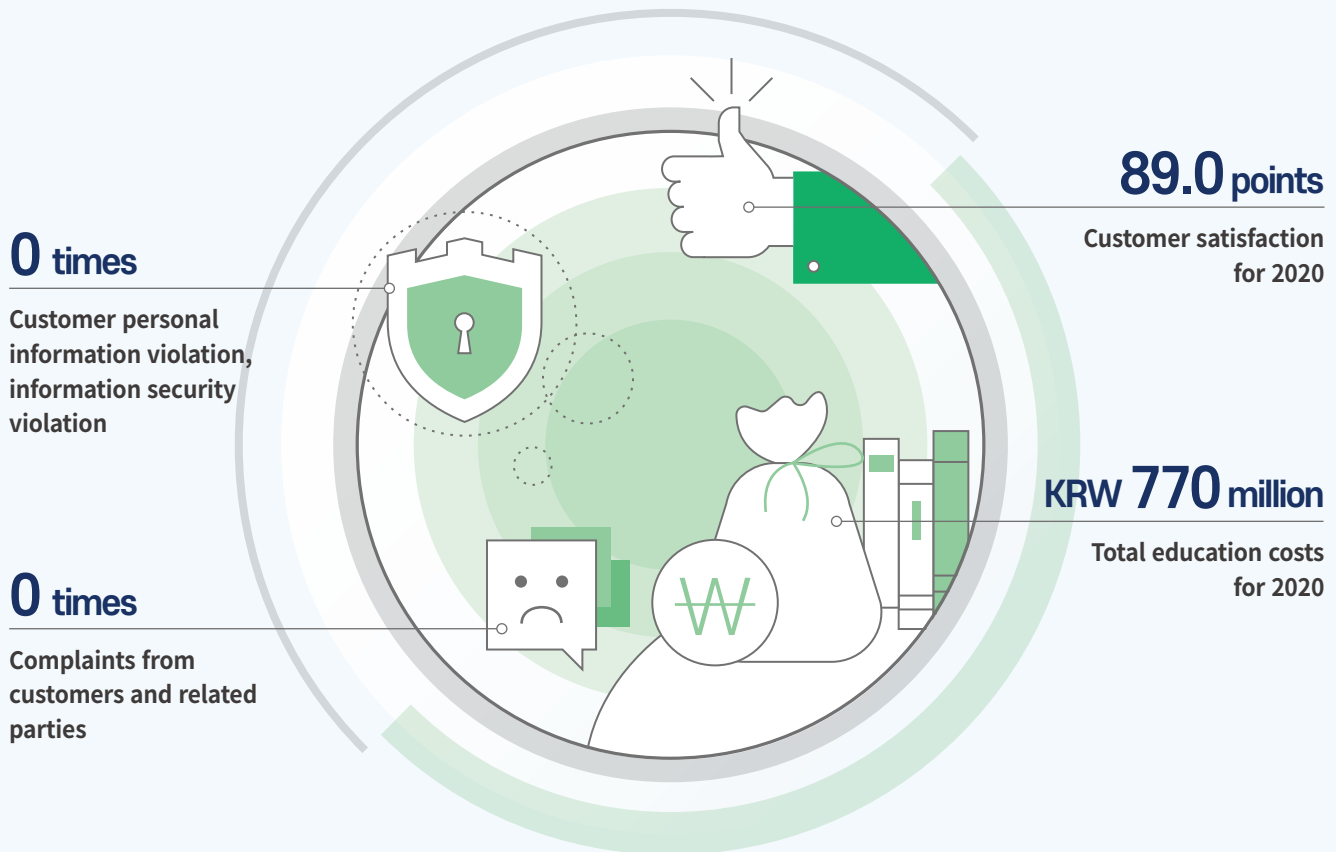 0 times
Customer personal
information violation,
information security
violation
0 times
Complaints from
customers and related
parties
89.0 points
Customer satisfaction
for 2020
KRW 770 million
Total education costs
for 2020
₩